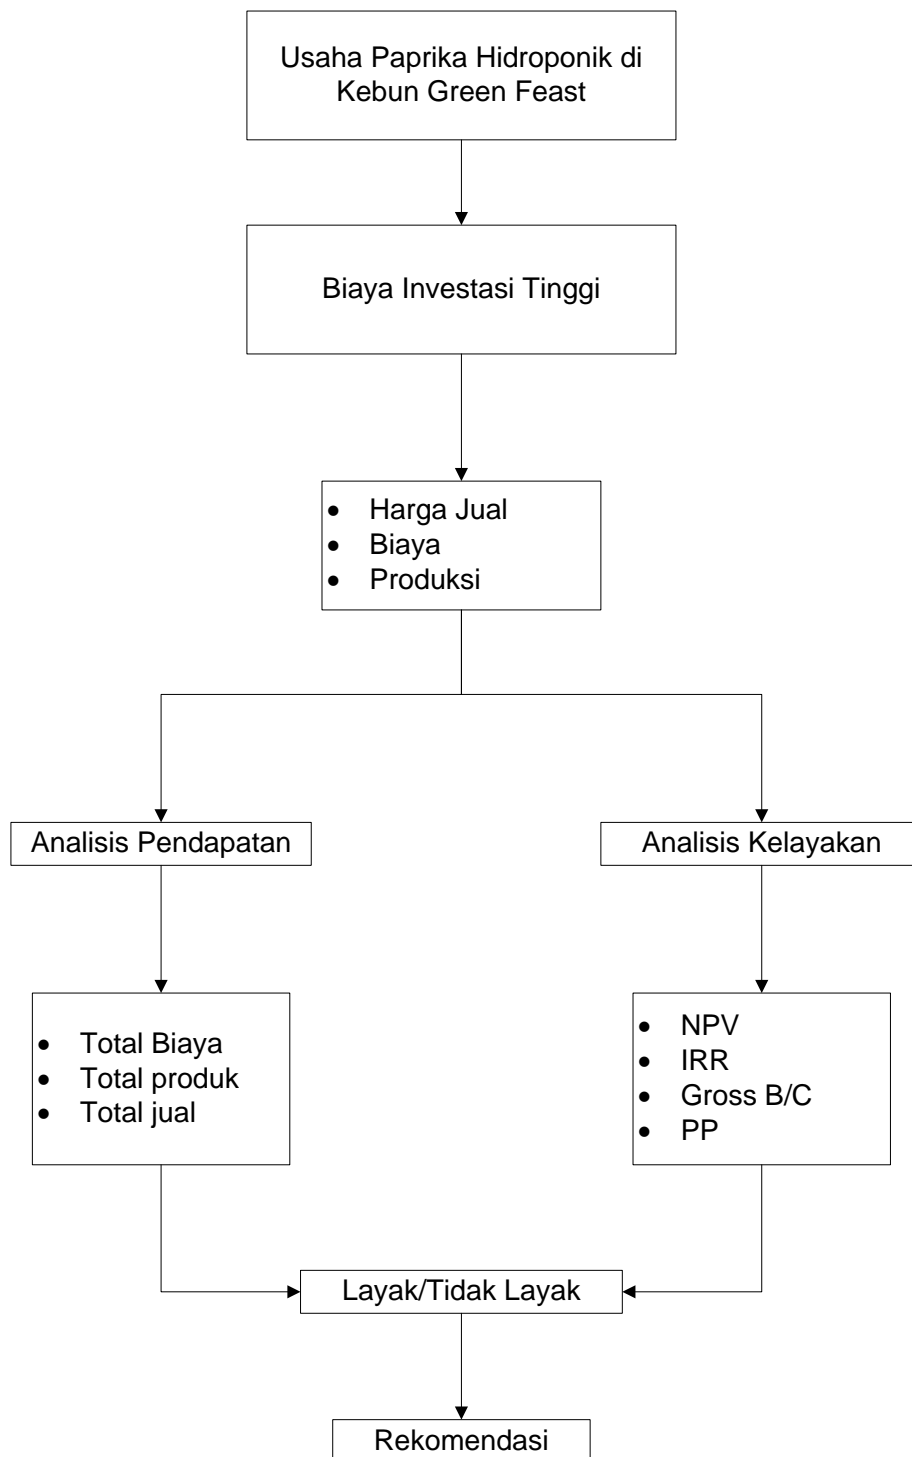 Usaha Paprika Hidroponik di
Kebun Green Feast
Biaya Investasi Tinggi
• Harga Jual
• Biaya
• Produksi
Analisis Pendapatan
Analisis Kelayakan
• Total Biaya
• Total produk
• Total jual
• NPV
• IRR
• Gross B/C
• PP
Layak/Tidak Layak
Rekomendasi